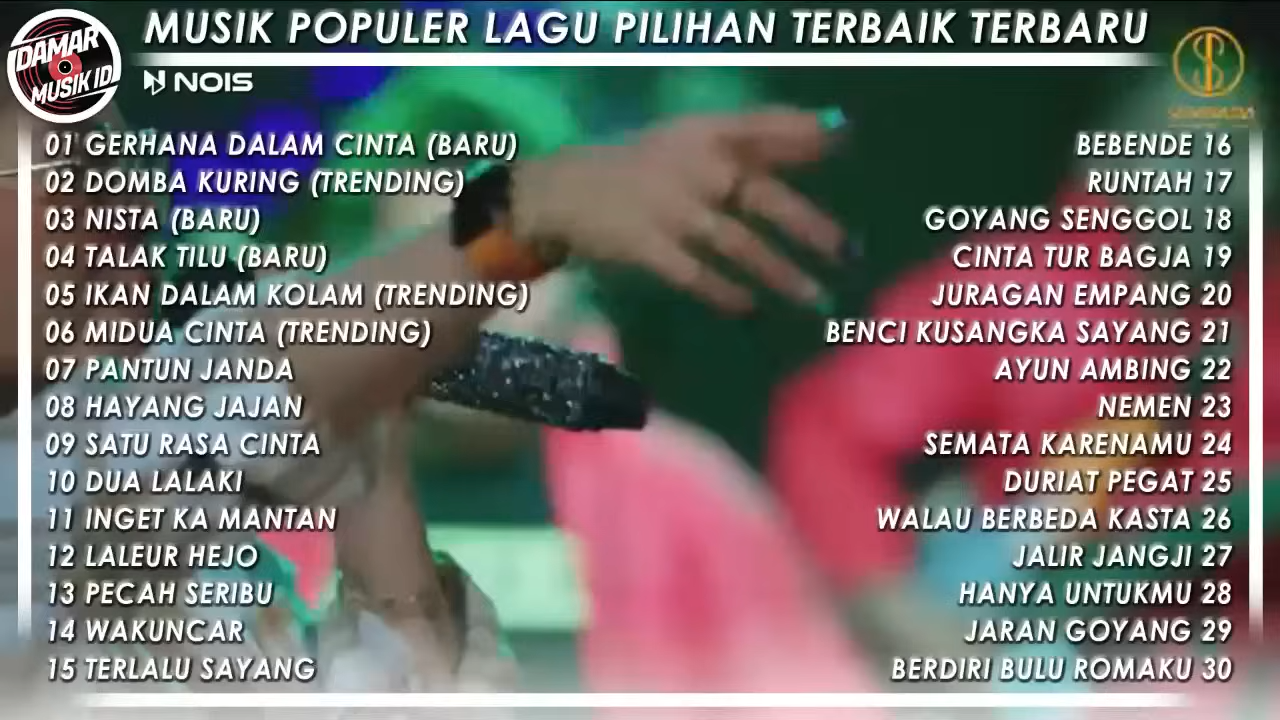 MUSIK POPULER LAGU PILIHAN TERBAIK TERBARU
DAMAR
MUSIK ID
NOIS
01 GERHANA DALAM CINTA (BARU)
02 DOMBA KURING (TRENDING)
03 NISTA (BARU)
04 TALAK TILU (BARU)
05 IKAN DALAM KOLAM (TRENDING)
06 MIDUA CINTA (TRENDING)
07 PANTUN JANDA
08 HAYANG JAJAN
09 SATU RASA CINTA
10 DUA LALAKI
11 INGET KA MANTAN
12 LALEUR HEJO
13 PECAH SERIBU
14 WAKUNCAR
15 TERLALU SAYANG
BEBENDE 16
RUNTAH 17
GOYANG SENGGOL 18
CINTA TUR BAGJA 19
JURAGAN EMPANG 20
BENCI KUSANGKA SAYANG 21
AYUN AMBING 22
NEMEN 23
SEMATA KARENAMU 24
DURIAT PEGAT 25
WALAU BERBEDA KASTA 26
JALIR JANGJI 27
HANYA UNTUKMU 28
JARAN GOYANG 29
BERDIRI BULU ROMAKU 30